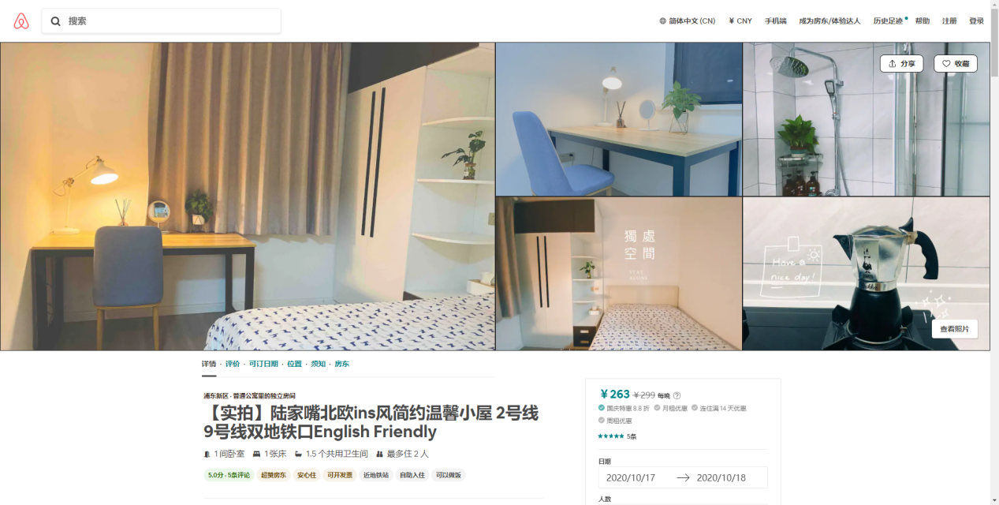 搜索
简体中文 (CN)
¥ CNY
手机端
成为房东/体验达人
历史足迹
帮助
注册
登录
分享
收藏
獨處
空間
STAY
ALONE
Have a
nice day!
查看照片
详情 · 评价 · 可订日期 · 位置 · 须知 · 房东
浦东新区 · 普通公寓里的独立房间
【实拍】陆家嘴北欧ins风简约温馨小屋 2号线
9号线双地铁口English Friendly
1 间卧室 1 张床 1.5 个共用卫生间 最多住 2 人
5.0分 · 5条评论 超赞房东 安心住 可开发票 近地铁站 自助入住 可以做饭
¥263 ¥299 每晚
国庆特惠 8.8 折 月租优惠 连住满 14 天优惠
周租优惠
5条
日期
2020/10/17 → 2020/10/18
人数